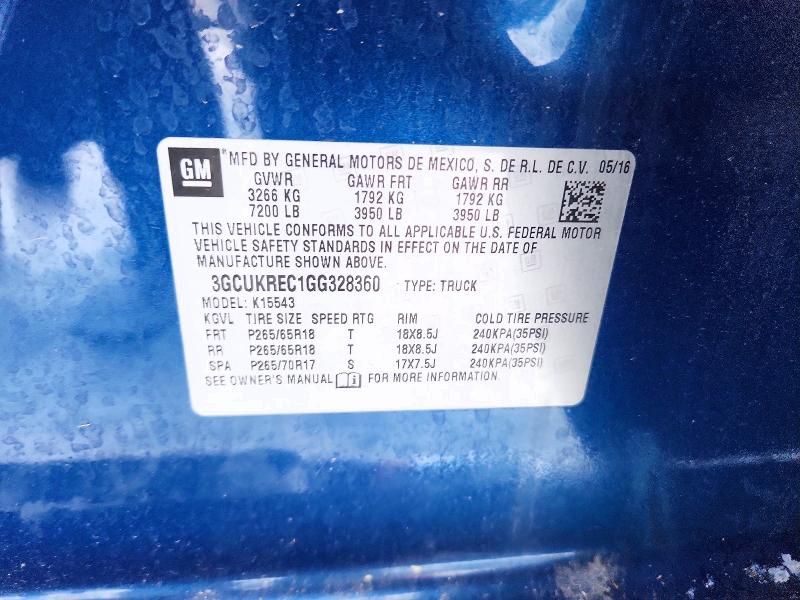 GM MFD BY GENERAL MOTORS DE MEXICO, S. DE R.L. DE C.V. 05/16
GVWR GAWR FRT GAWR RR
3266 KG 1792 KG 1792 KG
7200 LB 3950 LB 3950 LB
THIS VEHICLE CONFORMS TO ALL APPLICABLE U.S. FEDERAL MOTOR
VEHICLE SAFETY STANDARDS IN EFFECT ON THE DATE OF
MANUFACTURE SHOWN ABOVE.
3GCUKREC1GG328360 TYPE: TRUCK
MODEL: K15543
KGVL TIRE SIZE SPEED RTG RIM COLD TIRE PRESSURE
FRT P265/65R18 T 18X8.5J 240KPA(35PSI)
RR P265/65R18 T 18X8.5J 240KPA(35PSI)
SPA P265/70R17 S 17X7.5J 240KPA(35PSI)
SEE OWNER'S MANUAL i FOR MORE INFORMATION.